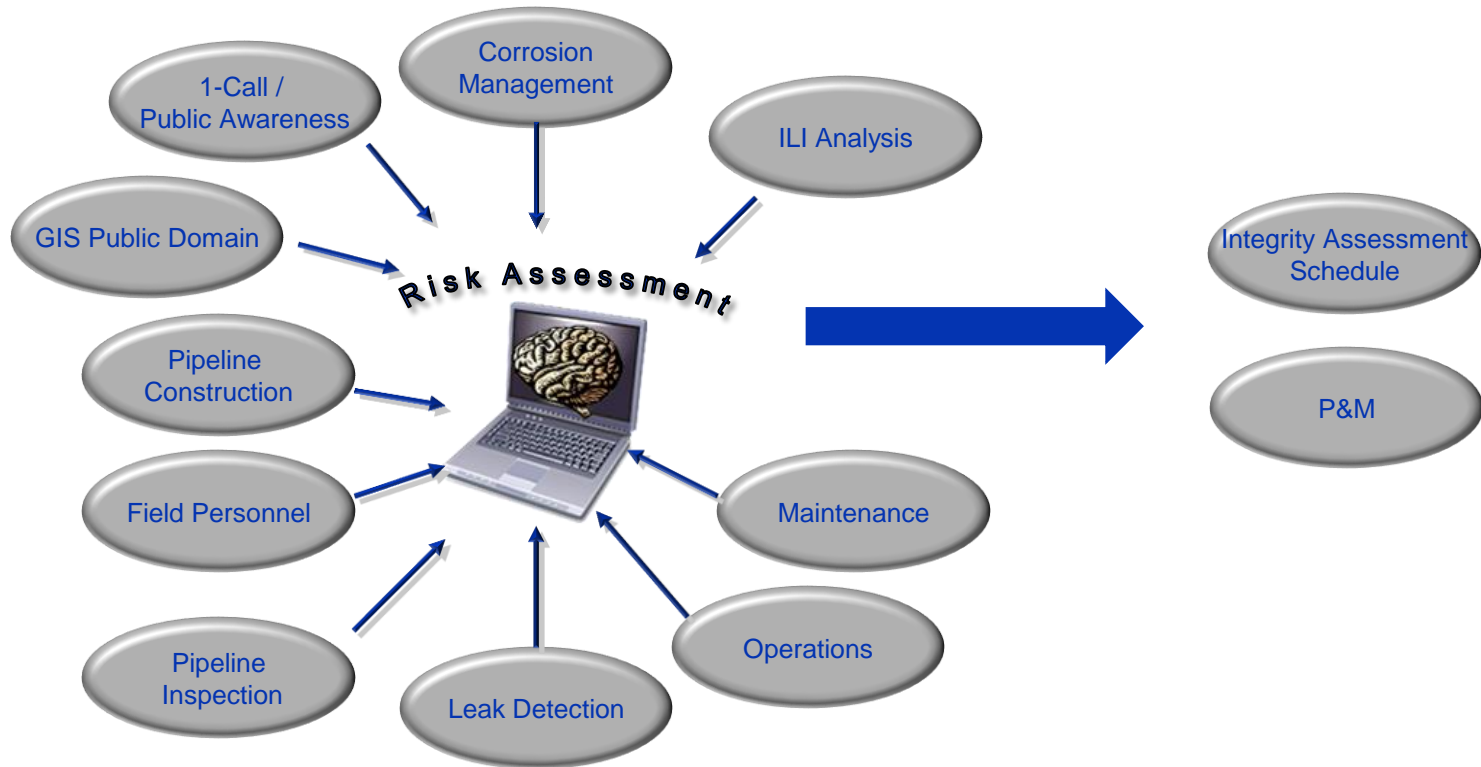 Corrosion
Management
1-Call /
Public Awareness
ILI Analysis
GIS Public Domain
Risk Assessment
Integrity Assessment
Schedule
Pipeline
Construction
P&M
Field Personnel
Maintenance
Operations
Pipeline
Inspection
Leak Detection